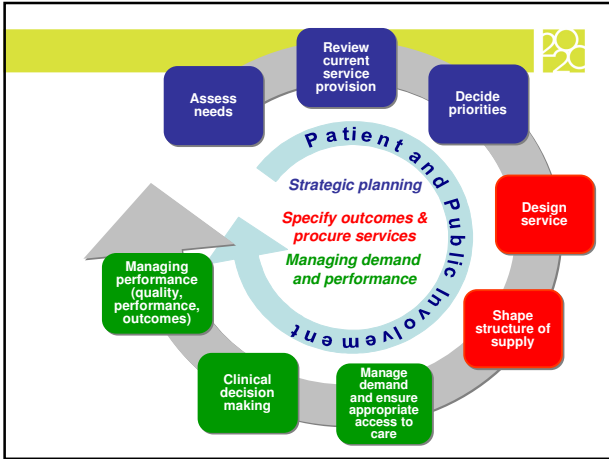 Review
current
service
provision
Assess
needs
Decide
priorities
Patient and Public Involvement
Strategic planning
Specify outcomes &
procure services
Managing demand
and performance
Design
service
Shape
structure of
supply
Manage
demand
and ensure
appropriate
access to
care
Clinical
decision
making
Managing
performance
(quality,
performance,
outcomes)
2020